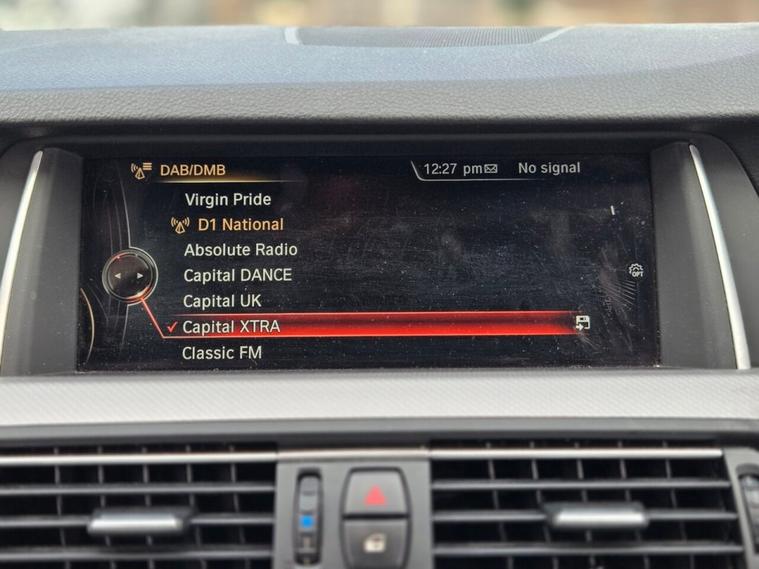 DAB/DMB 12:27 pm No signal
Virgin Pride
D1 National
Absolute Radio
Capital DANCE
Capital UK
OPT
Capital XTRA
Classic FM